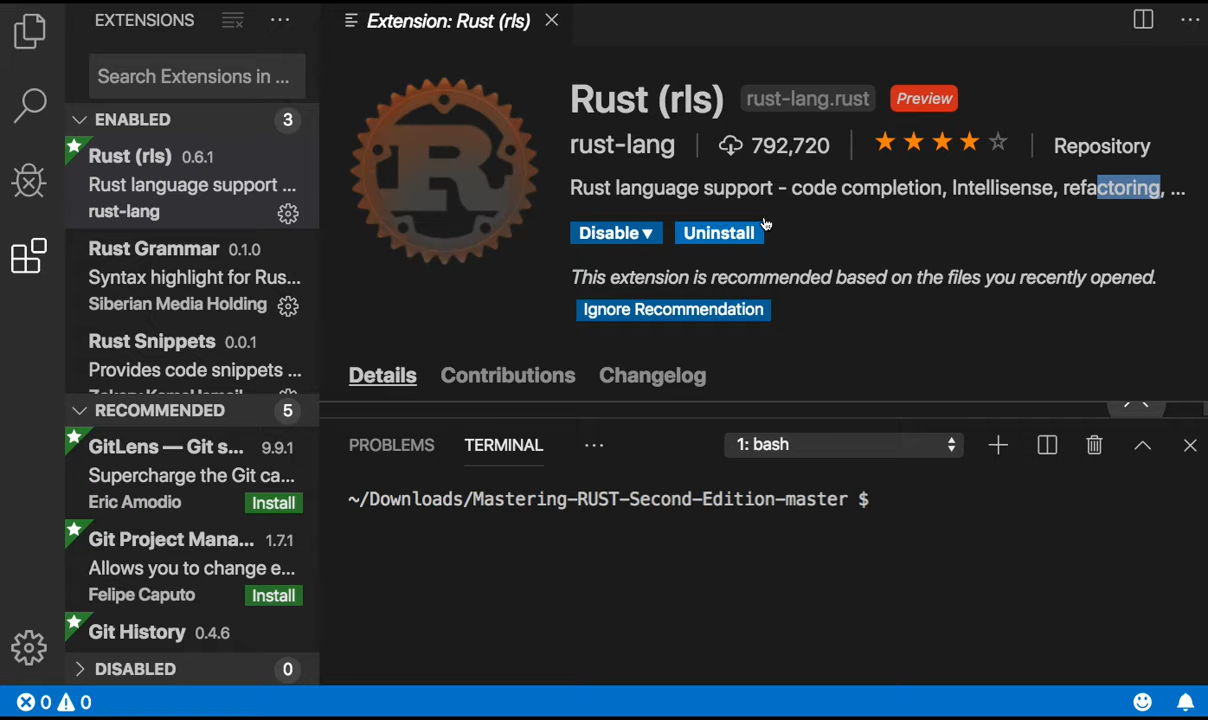 EXTENSIONS
Extension: Rust (rls)
Search Extensions in ...
ENABLED 3
Rust (rls) 0.6.1
Rust language support ...
rust-lang
Rust Grammar 0.1.0
Syntax highlight for Rus...
Siberian Media Holding
Rust Snippets 0.0.1
Provides code snippets ...
RECOMMENDED 5
GitLens — Git s... 9.9.1
Supercharge the Git ca...
Eric Amodio Install
Git Project Mana... 1.7.1
Allows you to change e...
Felipe Caputo Install
Git History 0.4.6
DISABLED 0
R
Rust (rls) rust-lang.rust Preview
rust-lang 792,720 Repository
Rust language support - code completion, Intellisense, refactoring, ...
Disable Uninstall
This extension is recommended based on the files you recently opened.
Ignore Recommendation
Details Contributions Changelog
PROBLEMS TERMINAL ... 1: bash
~/Downloads/Mastering-RUST-Second-Edition-master $
0 0